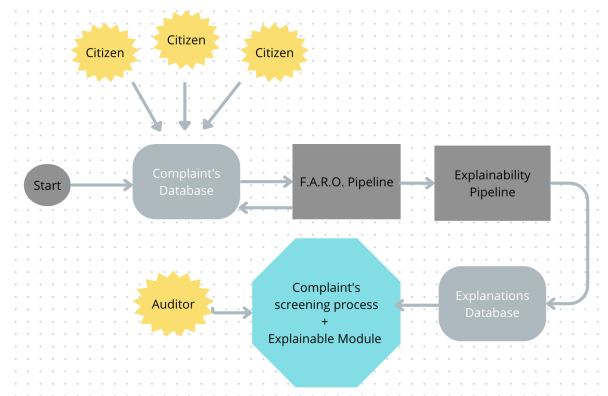 Citizen
Citizen
Citizen
Start
Complaint's
Database
F.A.R.O. Pipeline
Explainability
Pipeline
Auditor
Complaint's
screening process
+
Explainable Module
Explanations
Database